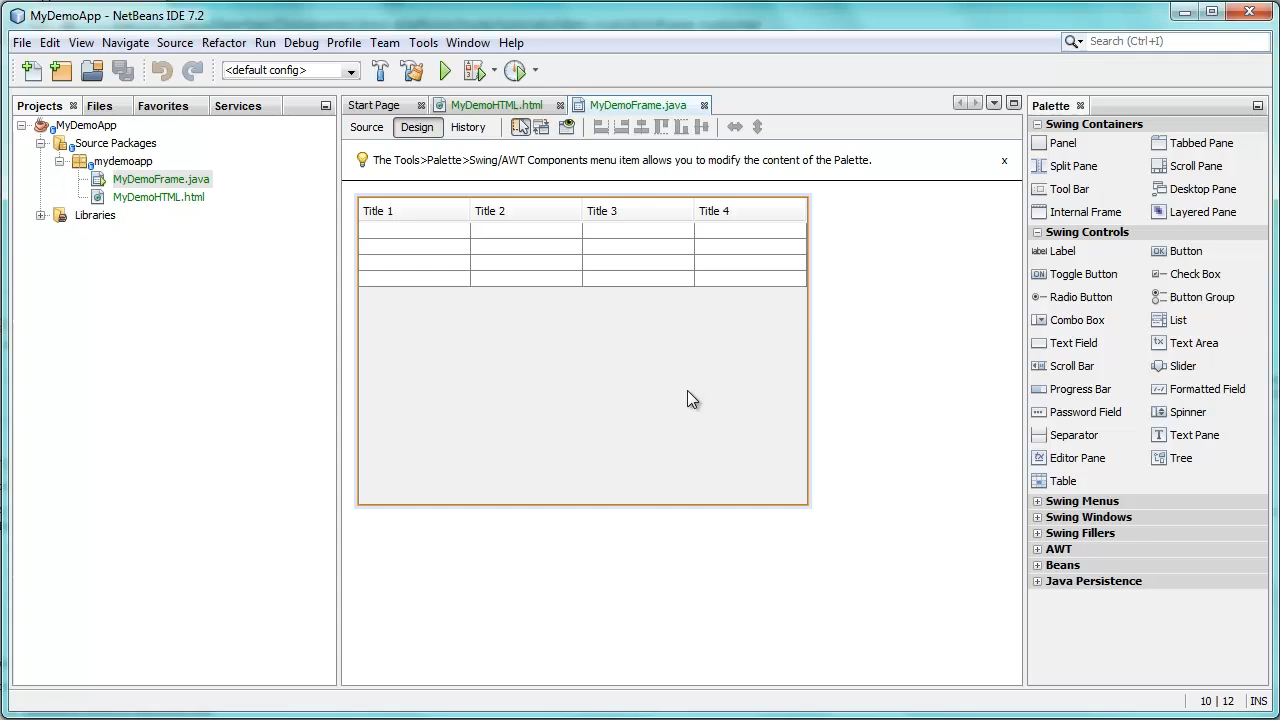 MyDemoApp - NetBeans IDE 7.2
File Edit View Navigate Source Refactor Run Debug Profile Team Tools Window Help
Search (Ctrl+I)
<default config>
Projects Files Favorites Services
Start Page MyDemoHTML.html MyDemoFrame.java
Palette
MyDemoApp
Source Packages
mydemoapp
MyDemoFrame.java
MyDemoHTML.html
Libraries
Source Design History
The Tools>Palette>Swing/AWT Components menu item allows you to modify the content of the Palette. x
Title 1 Title 2 Title 3 Title 4
Swing Containers
Panel Tabbed Pane
Split Pane Scroll Pane
Tool Bar Desktop Pane
Internal Frame Layered Pane
Swing Controls
label Label OK Button
ON Toggle Button Check Box
Radio Button Button Group
Combo Box List
Text Field Text Area
Scroll Bar Slider
Progress Bar Formatted Field
Password Field Spinner
Separator T Text Pane
Editor Pane Tree
Table
Swing Menus
Swing Windows
Swing Fillers
AWT
Beans
Java Persistence
10 | 12 INS